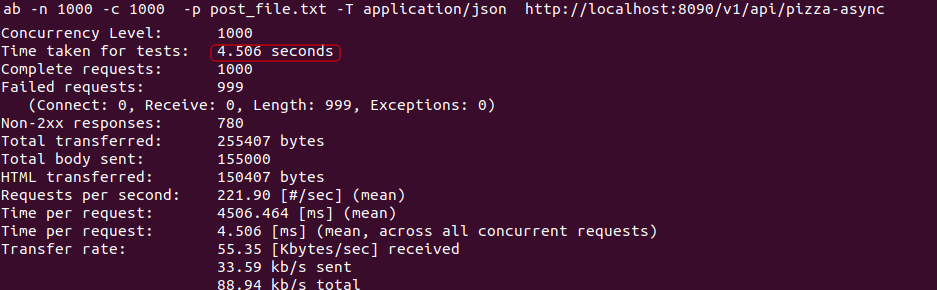 ab -n 1000 -c 1000 -p post_file.txt -T application/json http://localhost:8090/v1/api/pizza-async
Concurrency Level: 1000
Time taken for tests: 4.506 seconds
Complete requests: 1000
Failed requests: 999
(Connect: 0, Receive: 0, Length: 999, Exceptions: 0)
Non-2xx responses: 780
Total transferred: 255407 bytes
Total body sent: 155000
HTML transferred: 150407 bytes
Requests per second: 221.90 [#/sec] (mean)
Time per request: 4506.464 [ms] (mean)
Time per request: 4.506 [ms] (mean, across all concurrent requests)
Transfer rate: 55.35 [Kbytes/sec] received
33.59 kb/s sent
88.94 kb/s total